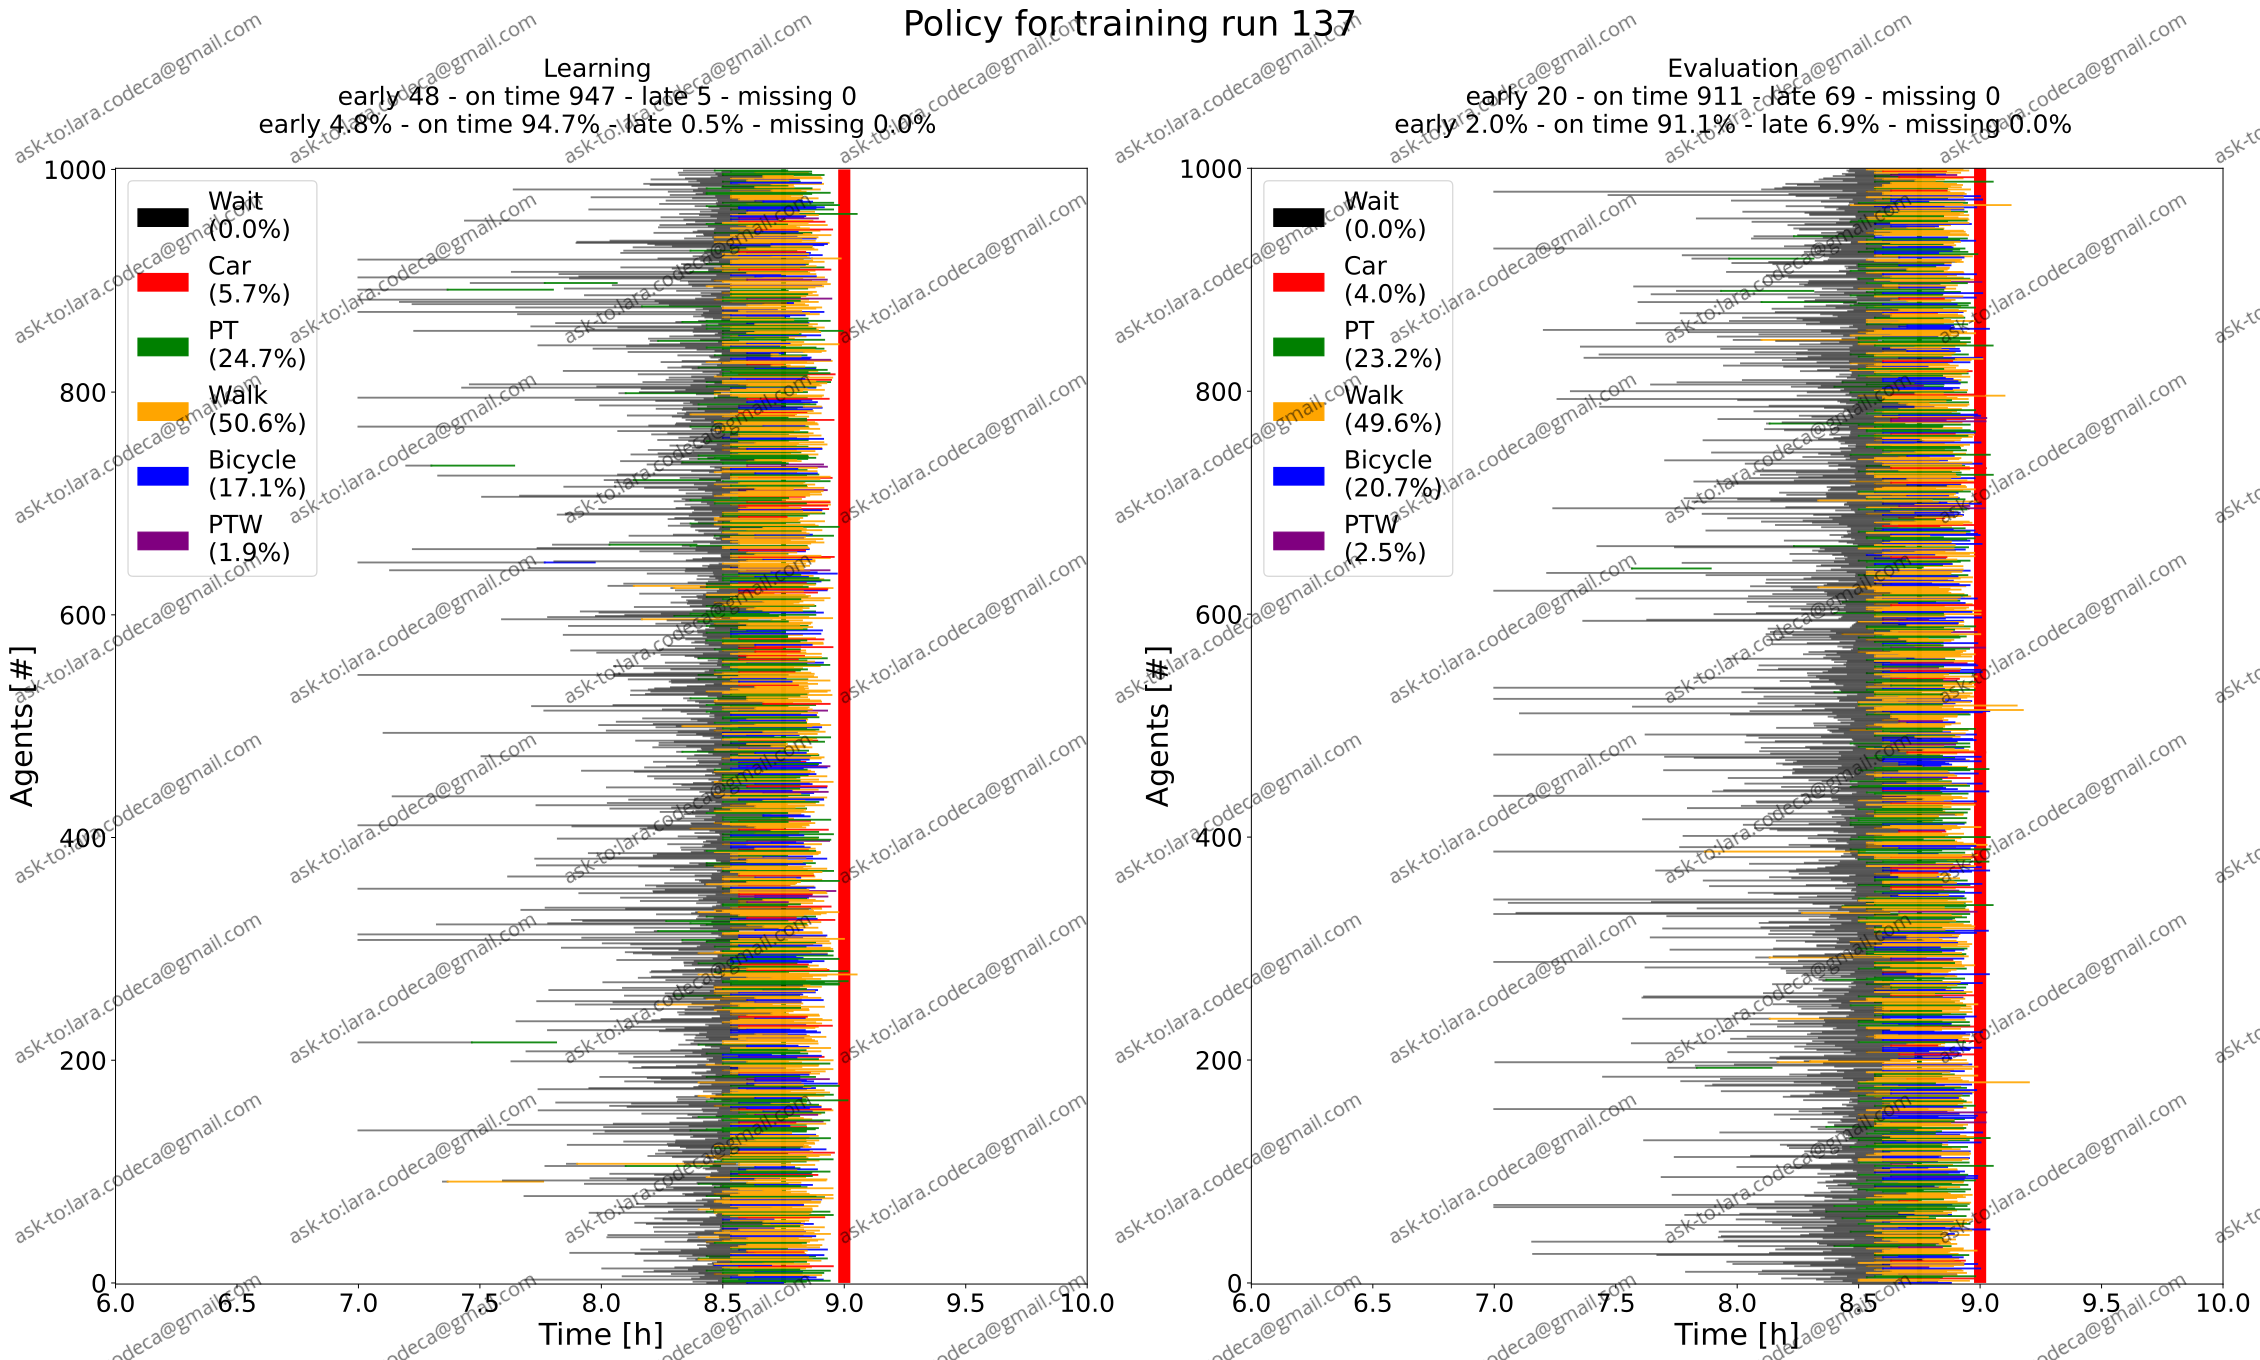 Policy for training run 137
Learning
early 48 - on time 947 - late 5 - missing 0
early 4.8% - on time 94.7% - late 0.5% - missing 0.0%
1000
800
600
400
200
0
Agents [#]
Wait
(0.0%)
Car
(5.7%)
PT
(24.7%)
Walk
(50.6%)
Bicycle
(17.1%)
PTW
(1.9%)
6.0 6.5 7.0 7.5 8.0 8.5 9.0 9.5 10.0
Time [h]
Evaluation
early 20 - on time 911 - late 69 - missing 0
early 2.0% - on time 91.1% - late 6.9% - missing 0.0%
1000
800
600
400
200
0
Agents [#]
Wait
(0.0%)
Car
(4.0%)
PT
(23.2%)
Walk
(49.6%)
Bicycle
(20.7%)
PTW
(2.5%)
6.0 6.5 7.0 7.5 8.0 8.5 9.0 9.5 10.0
Time [h]
ask-to:lara.codeca@gmail.com